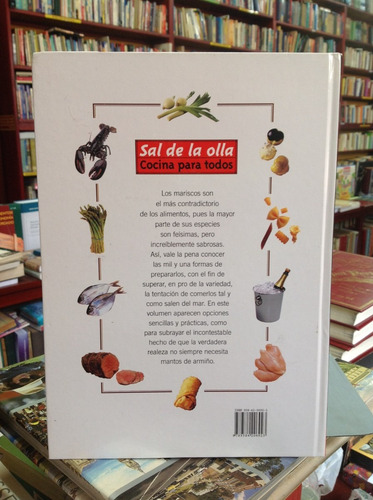 Sal de la olla
Cocina para todos
Los mariscos son
el más contradictorio
de los alimentos, pues la mayor
parte de sus especies
son feísimas, pero
increíblemente sabrosas.
Así, vale la pena conocer
las mil y una formas de
prepararlos, con el fin de
superar, en pro de la variedad,
la tentación de comerlos tal y
como salen del mar. En este
volumen aparecen opciones
sencillas y prácticas, como
para subrayar el incontestable
hecho de que la verdadera
realeza no siempre necesita
mantos de armiño.